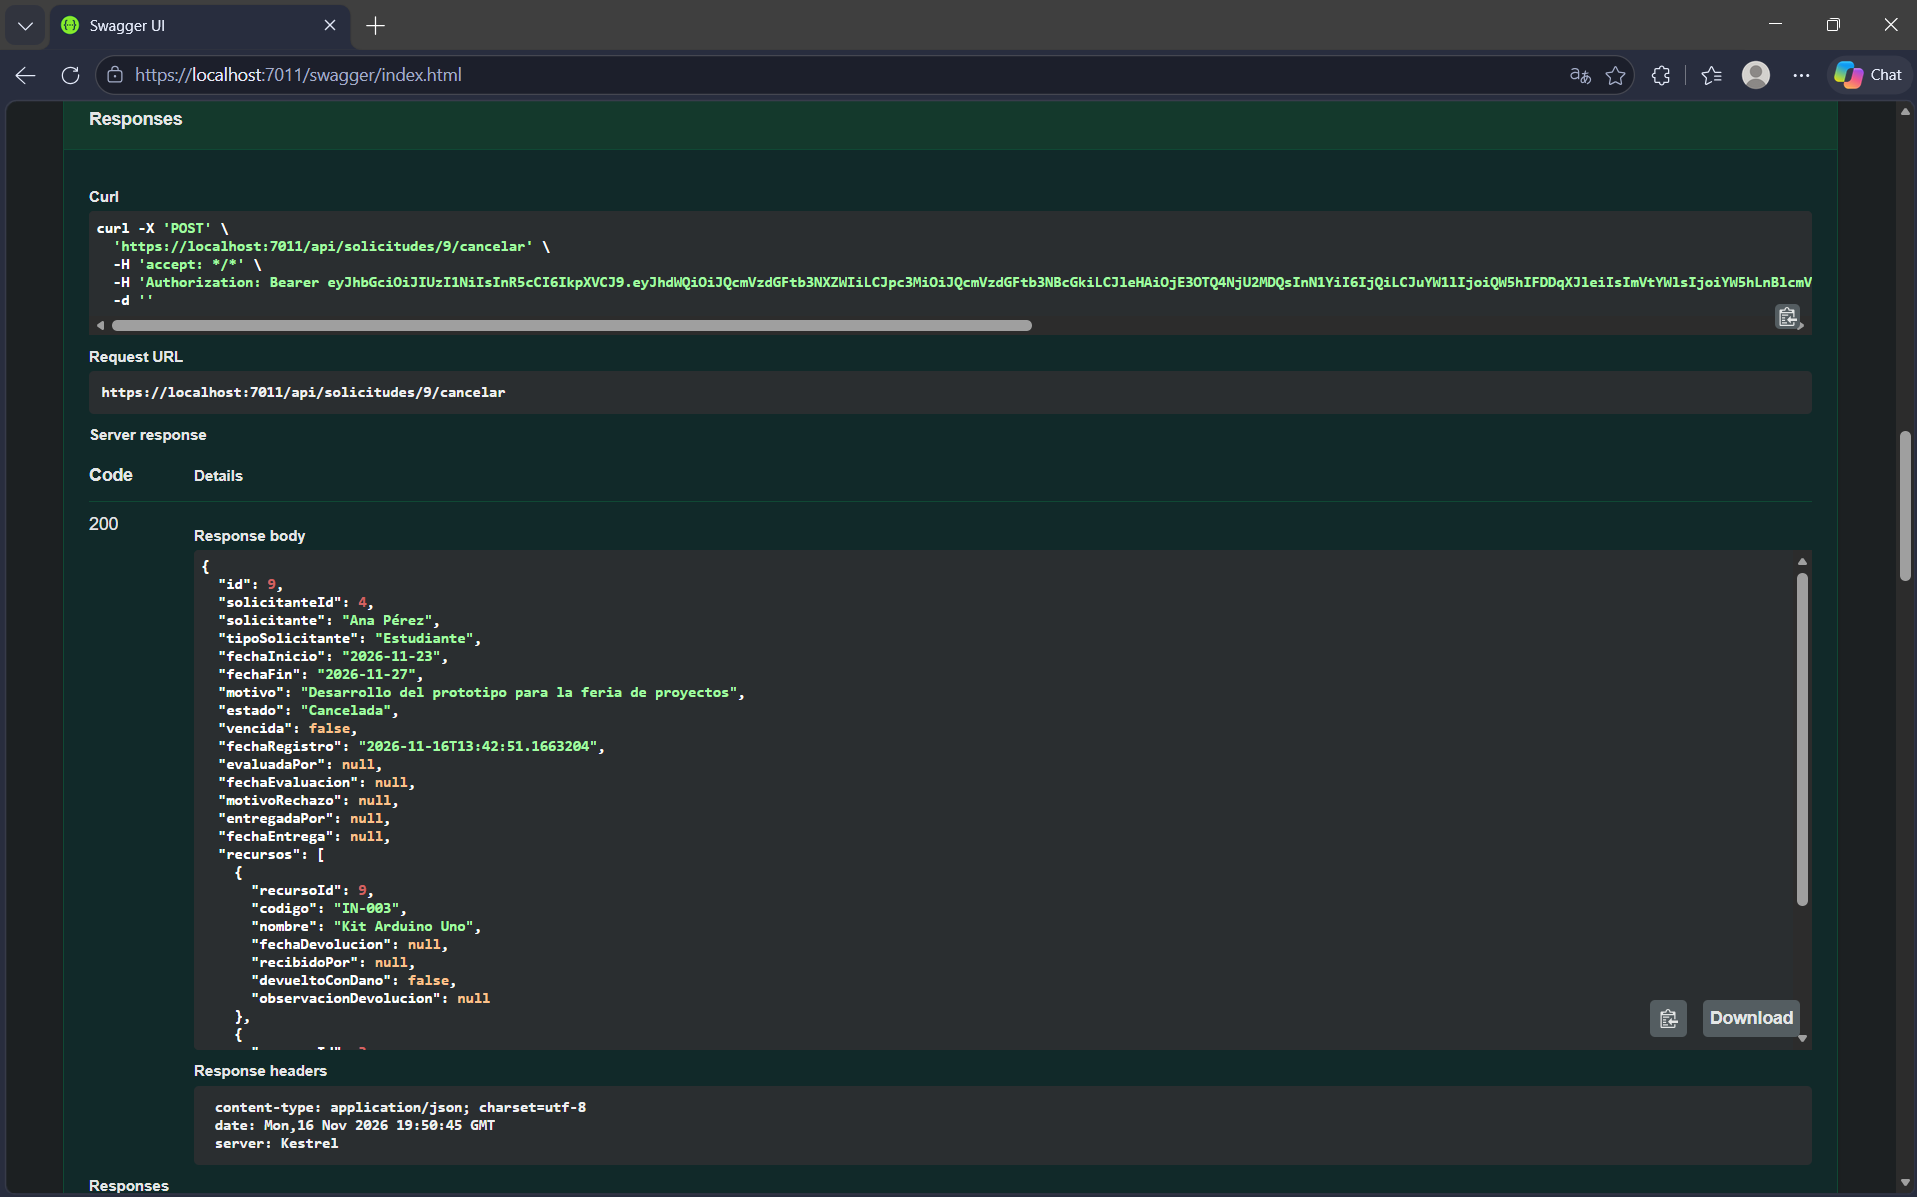 Swagger UI
https://localhost:7011/swagger/index.html
Chat
Responses
Curl
curl -X 'POST' \
'https://localhost:7011/api/solicitudes/9/cancelar' \
-H 'accept: */*' \
-H 'Authorization: Bearer eyJhbGciOiJIUzI1NiIsInR5cCI6IkpXVCJ9.eyJhdWQiOiJQcmVzdGFtb3NXZWIiLCJpc3MiOiJQcmVzdGFtb3NBcGkiLCJleHAiOjE3OTQ4NjU2MDQsInN1YiI6IjQiLCJuYW1lIjoiQW5hIFDDqXJleiIsImVtYWlsIjoiYW5hLnBlcmV
-d ''
Request URL
https://localhost:7011/api/solicitudes/9/cancelar
Server response
Code Details
200
Response body
{
"id": 9,
"solicitanteId": 4,
"solicitante": "Ana Pérez",
"tipoSolicitante": "Estudiante",
"fechaInicio": "2026-11-23",
"fechaFin": "2026-11-27",
"motivo": "Desarrollo del prototipo para la feria de proyectos",
"estado": "Cancelada",
"vencida": false,
"fechaRegistro": "2026-11-16T13:42:51.1663204",
"evaluadaPor": null,
"fechaEvaluacion": null,
"motivoRechazo": null,
"entregadaPor": null,
"fechaEntrega": null,
"recursos": [
{
"recursoId": 9,
"codigo": "IN-003",
"nombre": "Kit Arduino Uno",
"fechaDevolucion": null,
"recibidoPor": null,
"devueltoConDano": false,
"observacionDevolucion": null
},
{
Download
Response headers
content-type: application/json; charset=utf-8
date: Mon,16 Nov 2026 19:50:45 GMT
server: Kestrel
Responses